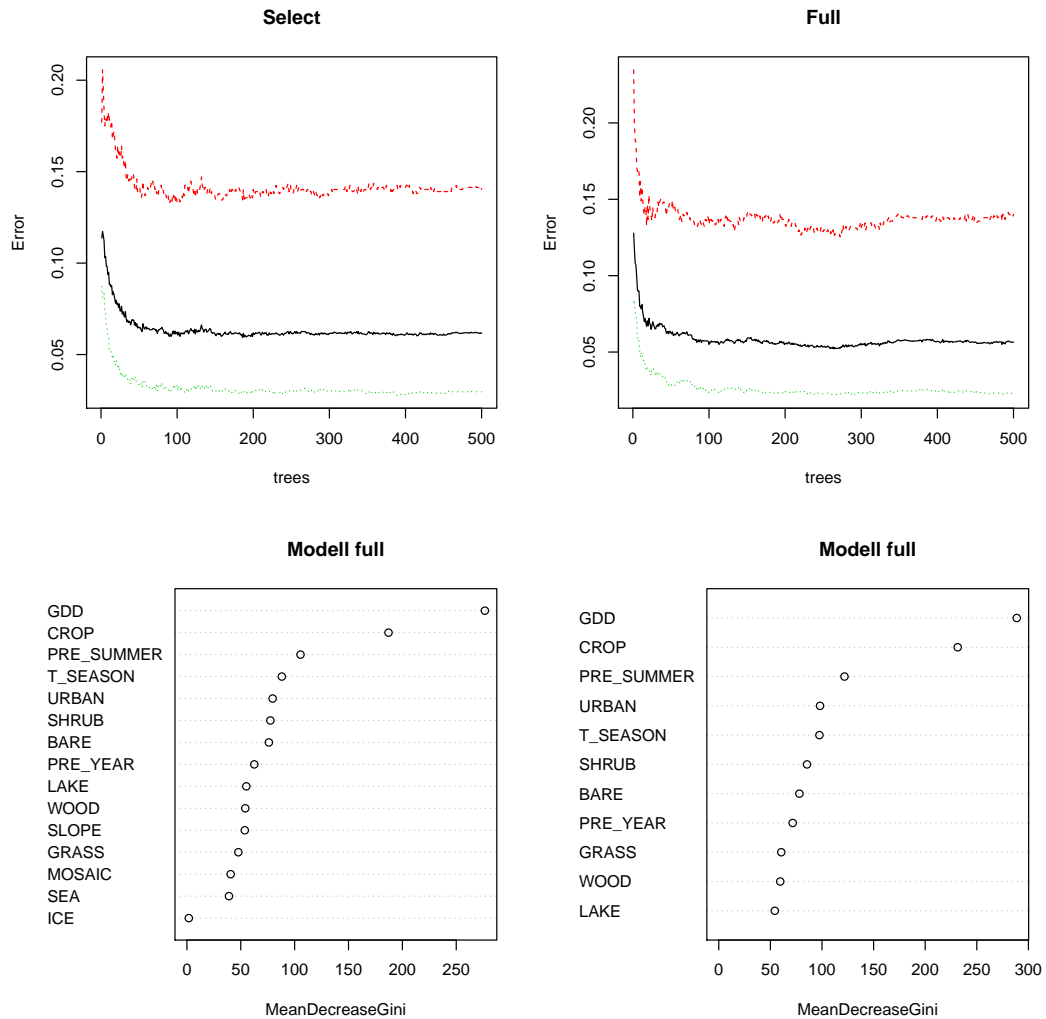 Select
Error
0.20
0.15
0.10
0.05
0 100 200 300 400 500
trees
Full
Error
0.20
0.15
0.10
0.05
0 100 200 300 400 500
trees
Modell full
GDD
CROP
PRE_SUMMER
T_SEASON
URBAN
SHRUB
BARE
PRE_YEAR
LAKE
WOOD
SLOPE
GRASS
MOSAIC
SEA
ICE
0 50 100 150 200 250
MeanDecreaseGini
Modell full
GDD
CROP
PRE_SUMMER
URBAN
T_SEASON
SHRUB
BARE
PRE_YEAR
GRASS
WOOD
LAKE
0 50 100 150 200 250 300
MeanDecreaseGini